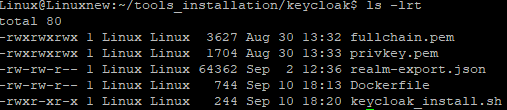 Linux@Linuxnew:~/tools_installation/keycloak$ ls -lrt
total 80
-rwxrwxrwx 1 Linux Linux  3627 Aug 30 13:32 fullchain.pem
-rwxrwxrwx 1 Linux Linux  1704 Aug 30 13:33 privkey.pem
-rw-rw-r-- 1 Linux Linux 64362 Sep  2 12:36 realm-export.json
-rw-rw-r-- 1 Linux Linux   744 Sep 10 18:13 Dockerfile
-rwxr-xr-x 1 Linux Linux   244 Sep 10 18:20 keycloak_install.sh